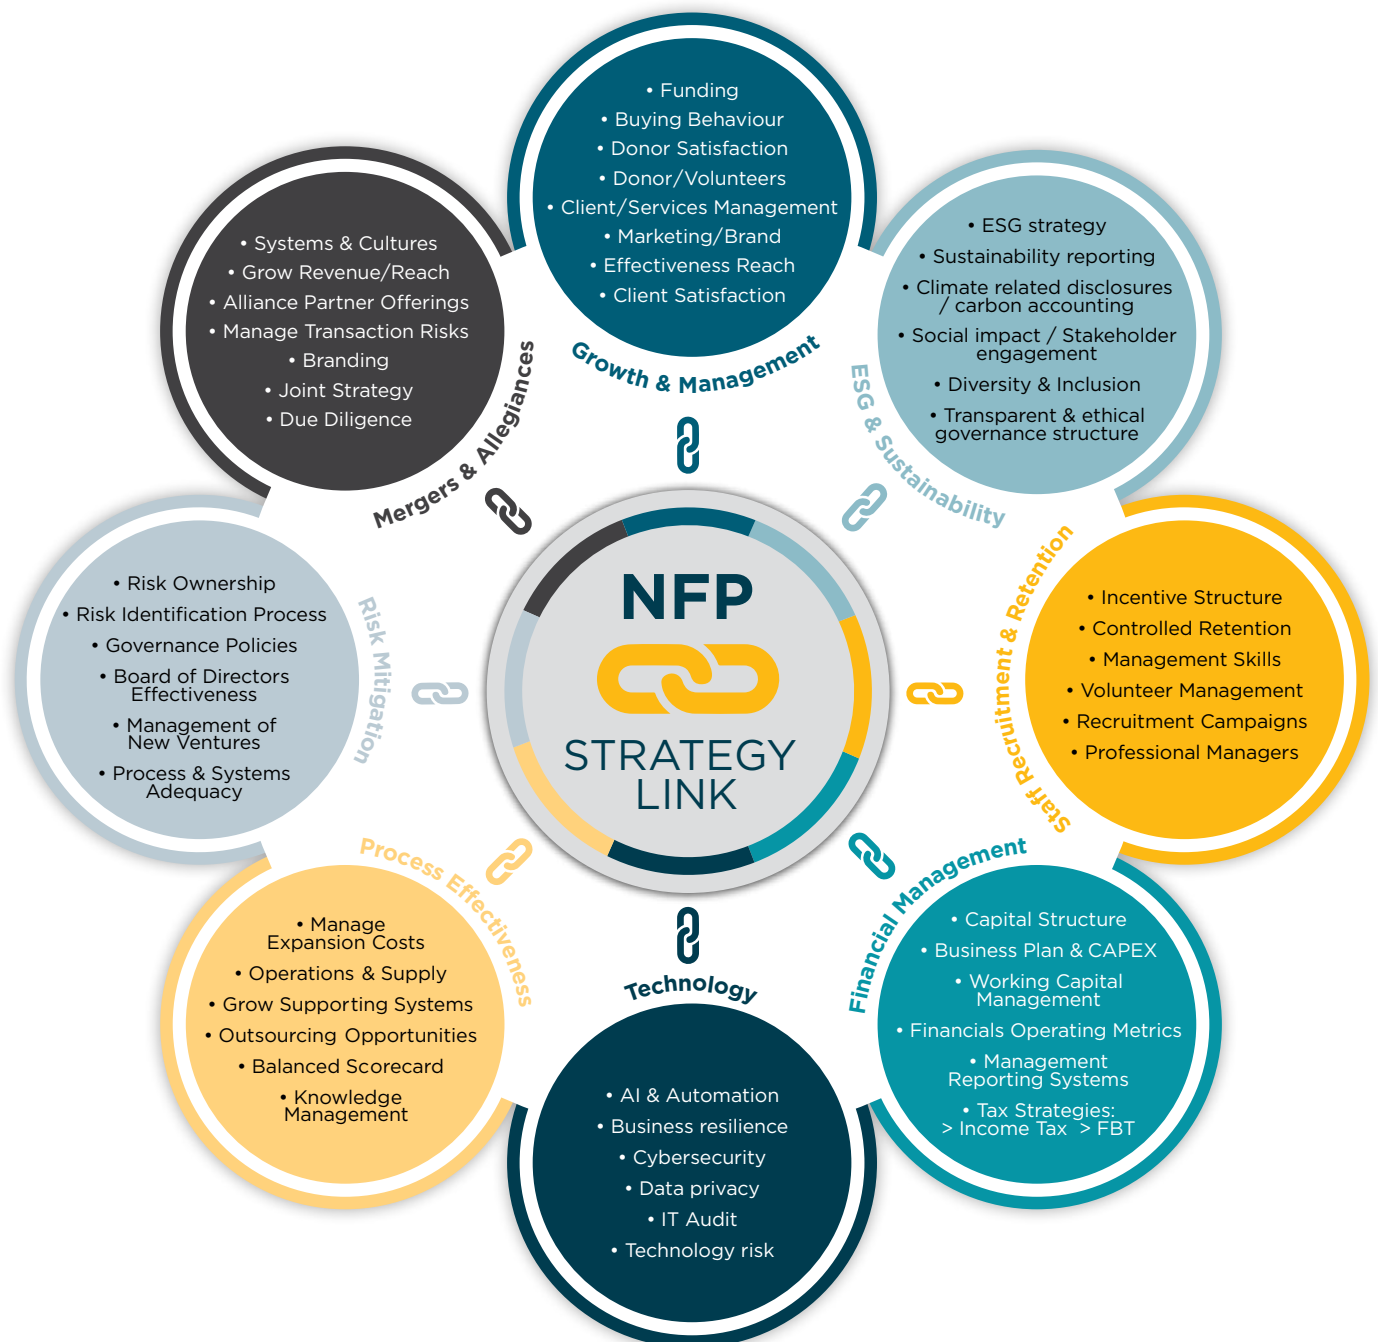 • Funding
• Buying Behaviour
• Donor Satisfaction
• Donor/Volunteers
• Client/Services Management
• Marketing/Brand
• Effectiveness Reach
• Client Satisfaction
Growth & Management
• ESG strategy
• Sustainability reporting
• Climate related disclosures
/ carbon accounting
• Social impact / Stakeholder
engagement
• Diversity & Inclusion
• Transparent & ethical
governance structure
ESG & Sustainability
• Incentive Structure
• Controlled Retention
• Management Skills
• Volunteer Management
• Recruitment Campaigns
• Professional Managers
Staff Recruitment & Retention
• Capital Structure
• Business Plan & CAPEX
• Working Capital
Management
• Financials Operating Metrics
• Management
Reporting Systems
• Tax Strategies:
> Income Tax > FBT
Financial Management
Technology
• AI & Automation
• Business resilience
• Cybersecurity
• Data privacy
• IT Audit
• Technology risk
Process Effectiveness
• Manage
Expansion Costs
• Operations & Supply
• Grow Supporting Systems
• Outsourcing Opportunities
• Balanced Scorecard
• Knowledge
Management
Risk Mitigation
• Risk Ownership
• Risk Identification Process
• Governance Policies
• Board of Directors
Effectiveness
• Management of
New Ventures
• Process & Systems
Adequacy
• Systems & Cultures
• Grow Revenue/Reach
• Alliance Partner Offerings
• Manage Transaction Risks
• Branding
• Joint Strategy
• Due Diligence
Mergers & Allegiances
NFP
STRATEGY
LINK